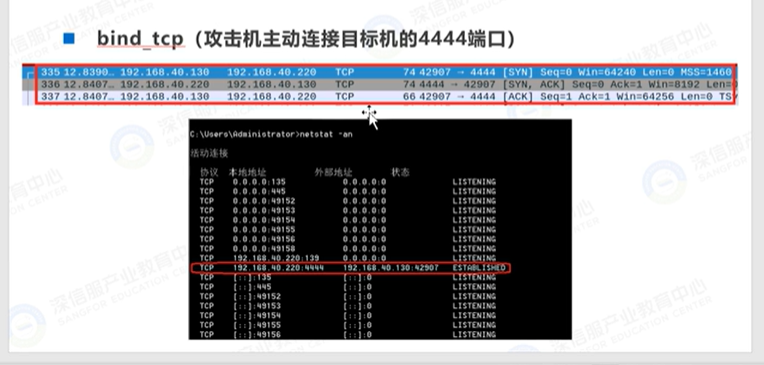 bind_tcp（攻击机主动连接目标机的4444端口）
335 12.8390… 192.168.40.130 192.168.40.220 TCP 74 42907 → 4444 [SYN] Seq=0 Win=64240 Len=0 MSS=1460
336 12.8407… 192.168.40.220 192.168.40.130 TCP 74 4444 → 42907 [SYN, ACK] Seq=0 Ack=1 Win=8192 Len=0
337 12.8407… 192.168.40.130 192.168.40.220 TCP 66 42907 → 4444 [ACK] Seq=1 Ack=1 Win=64256 Len=0 TSv
C:\Users\Administrator>netstat -an
活动连接
协议 本地地址 外部地址 状态
TCP 0.0.0.0:135 0.0.0.0:0 LISTENING
TCP 0.0.0.0:445 0.0.0.0:0 LISTENING
TCP 0.0.0.0:49152 0.0.0.0:0 LISTENING
TCP 0.0.0.0:49153 0.0.0.0:0 LISTENING
TCP 0.0.0.0:49154 0.0.0.0:0 LISTENING
TCP 0.0.0.0:49155 0.0.0.0:0 LISTENING
TCP 0.0.0.0:49156 0.0.0.0:0 LISTENING
TCP 0.0.0.0:49158 0.0.0.0:0 LISTENING
TCP 192.168.40.220:139 0.0.0.0:0 LISTENING
TCP 192.168.40.220:4444 192.168.40.130:42907 ESTABLISHED
TCP [::]:135 [::]:0 LISTENING
TCP [::]:445 [::]:0 LISTENING
TCP [::]:49152 [::]:0 LISTENING
TCP [::]:49153 [::]:0 LISTENING
TCP [::]:49154 [::]:0 LISTENING
TCP [::]:49155 [::]:0 LISTENING
TCP [::]:49156 [::]:0 LISTENING
深信服产业教育中心
SANGFOR EDUCATION CENTER